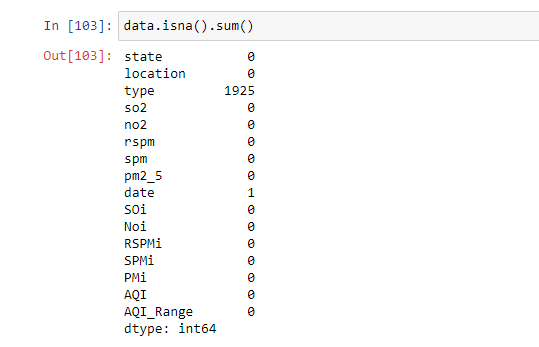 In [103]: data.isna().sum()
Out[103]: state 0
location 0
type 1925
so2 0
no2 0
rspm 0
spm 0
pm2_5 0
date 1
SOi 0
Noi 0
RSPMi 0
SPMi 0
PMi 0
AQI 0
AQI_Range 0
dtype: int64